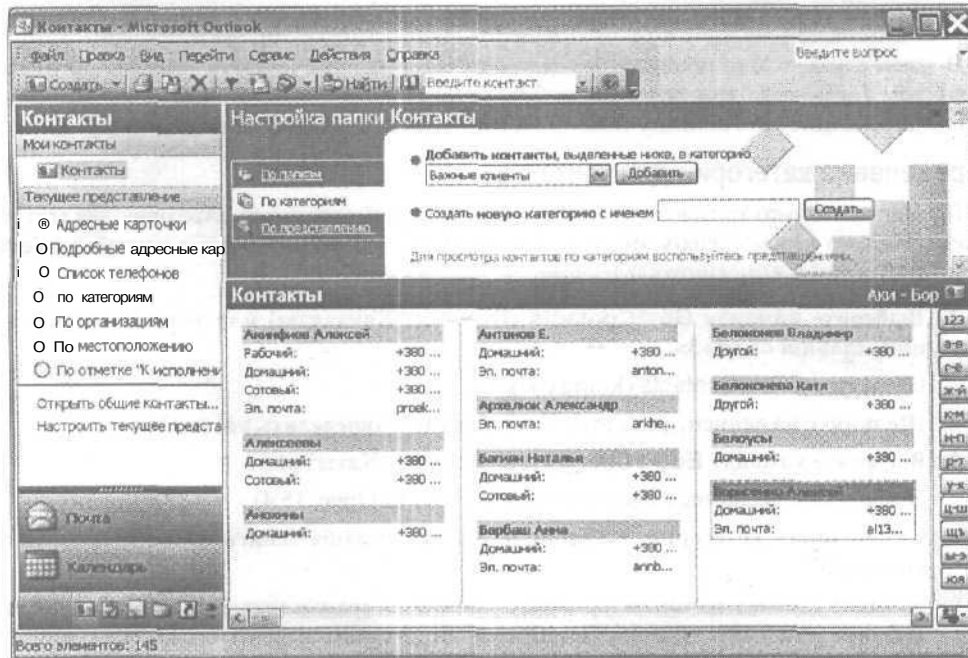 Контакты - Microsoft Outlook
Файл Правка Вид Перейти Сервис Действия Справка
Введите вопрос
Создать
Найти
Введите контакт
Контакты
Мои контакты
Контакты
Текущее представление
® Адресные карточки
О Подробные адресные кар
О Список телефонов
О по категориям
О По организациям
О По местоположению
По отметке "К исполнени
Открыть общие контакты...
Настроить текущее предста
Почта
Календарь
Настройка папки Контакты
По папкам
По категориям
По представлению
Добавить контакты, выделенные ниже, в категорию
Важные клиенты
Добавить
Создать новую категорию с именем
Создать
Для просмотра контактов по категориям воспользуйтесь представлениями.
Контакты
Аки - Бор
Акинфиев Алексей
Рабочий: +380 ...
Домашний: +380 ...
Сотовый: +380 ...
Эл. почта: proek...
Алексеевы
Домашний: +380 ...
Сотовый: +380 ...
Анохины
Домашний: +380 ...
Антинов Е.
Домашний: +380 ...
Эл. почта: anton...
Архелюк Александр
Эл. почта: arkhe...
Багиян Наталья
Домашний: +380 ...
Сотовый: +380 ...
Барбаш Анна
Домашний: +380 ...
Эл. почта: annb...
Белоконев Владимир
Другой: +380 ...
Белоконева Катя
Другой: +380 ...
Белоусы
Домашний: +380 ...
Борисенко Алексей
Домашний: +380 ...
Эл. почта: al13...
123
а-в
г-е
ж-й
к-м
н-п
р-т
у-х
ц-ш
щъ
ы-э
юя
Всего элементов: 145